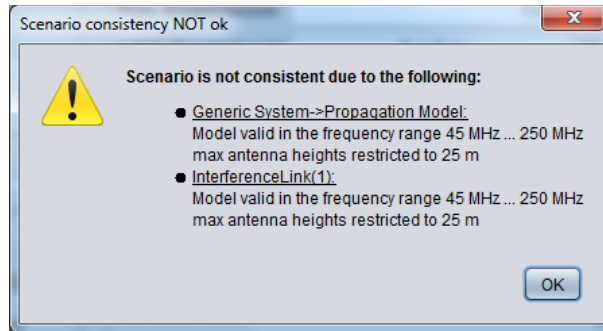 Scenario consistency NOT ok
Scenario is not consistent due to the following:
Generic System->Propagation Model:
Model valid in the frequency range 45 MHz ... 250 MHz
max antenna heights restricted to 25 m
InterferenceLink(1):
Model valid in the frequency range 45 MHz ... 250 MHz
max antenna heights restricted to 25 m
OK